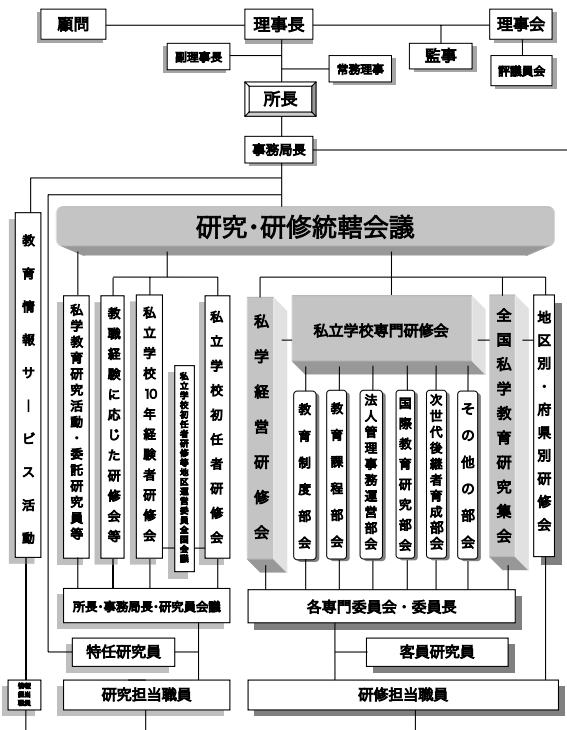 顧問
理事長
理事会
副理事長
監事
常務理事
評議員会
所長
事務局長
研究・研修統轄会議
教育情報サービス活動
私学教育研究活動・委託研究員等
教職経験に応じた研修会等
私立学校10年経験者研修会
私立学校初任者研修等地区運営委員全国会議
私立学校初任者研修会
私学経営研修会
私立学校専門研修会
教育制度部会
教育課程部会
法人管理事務運営部会
国際教育研究部会
次世代後継者育成部会
その他の部会
全国私学教育研究集会
地区別・府県別研修会
所長・事務局長・研究員会議
各専門委員会・委員長
特任研究員
客員研究員
情報
担当
職員
研究担当職員
研修担当職員